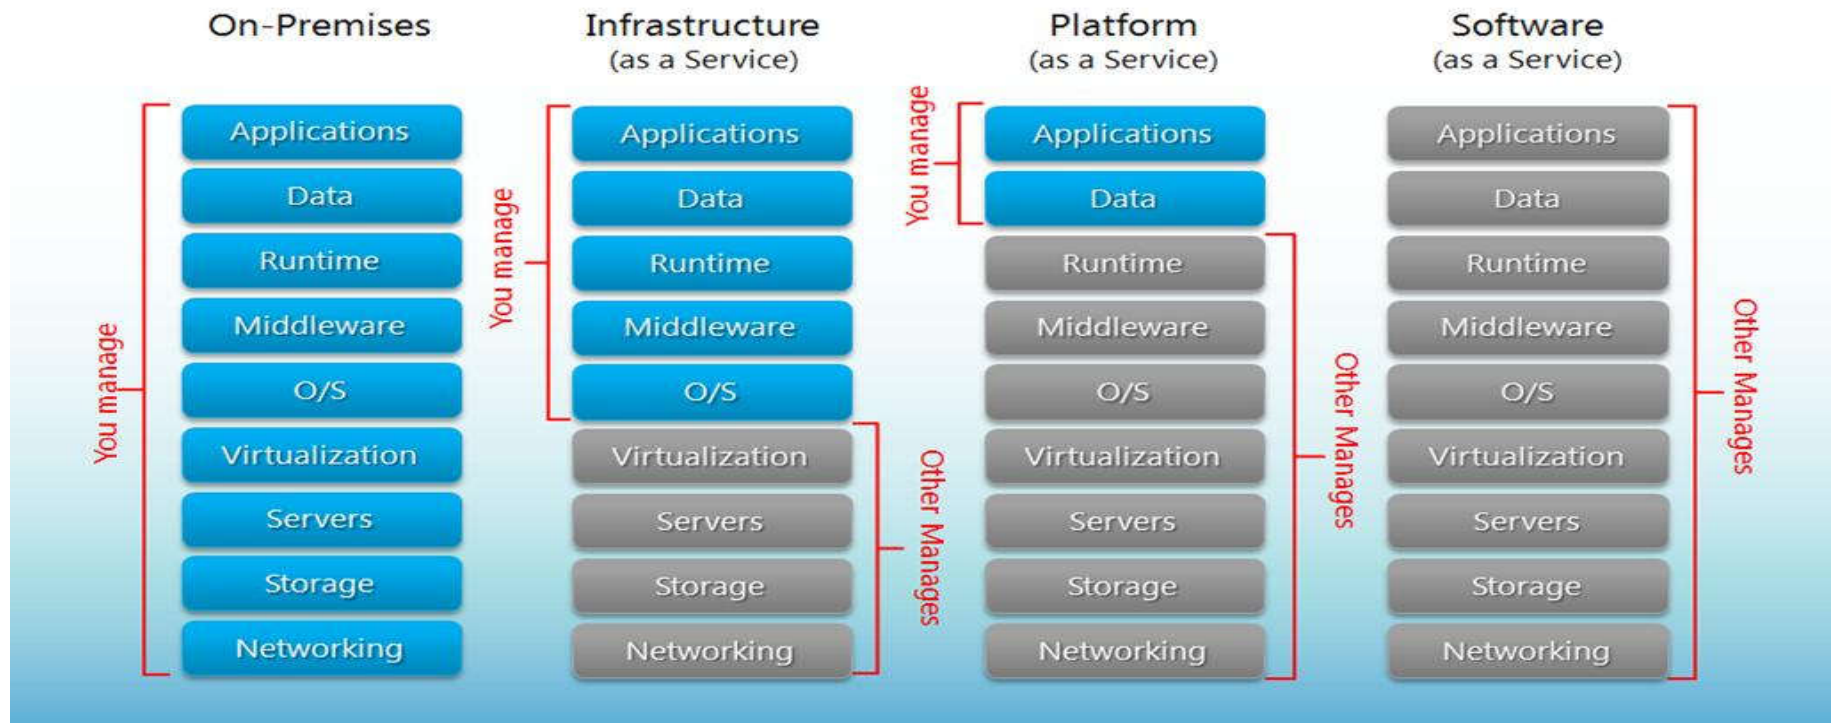 On-Premises
You manage
Applications
Data
Runtime
Middleware
O/S
Virtualization
Servers
Storage
Networking
Infrastructure
(as a Service)
You manage
Applications
Data
Runtime
Middleware
O/S
Virtualization
Servers
Storage
Networking
Other Manages
Platform
(as a Service)
You manage
Applications
Data
Runtime
Middleware
O/S
Virtualization
Servers
Storage
Networking
Other Manages
Software
(as a Service)
Applications
Data
Runtime
Middleware
O/S
Virtualization
Servers
Storage
Networking
Other Manages